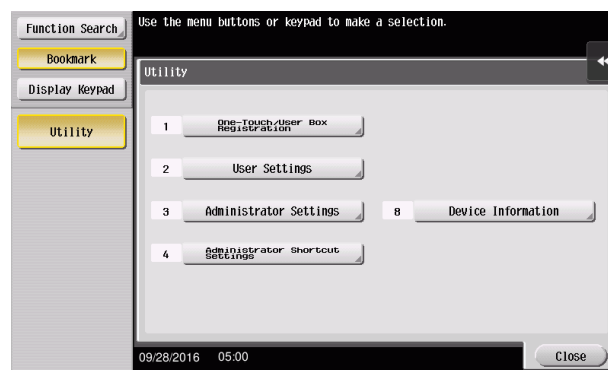 Function Search
Bookmark
Display Keypad
Utility
Use the menu buttons or keypad to make a selection.
Utility
1 One-Touch/User Box
Registration
2 User Settings
3 Administrator Settings
8 Device Information
4 Administrator Shortcut
Settings
09/28/2016 05:00
Close